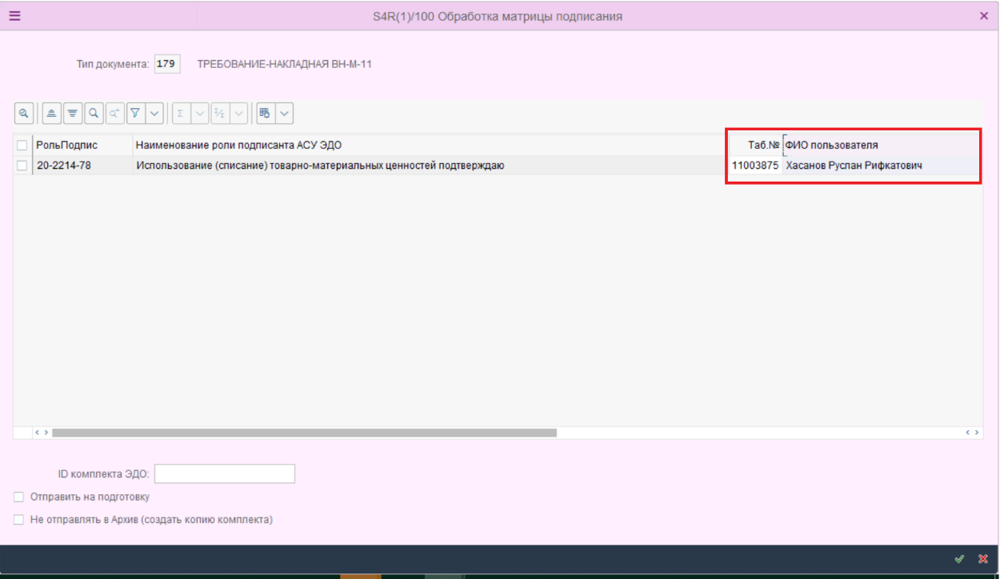 S4R(1)/100 Обработка матрицы подписания
Тип документа: 179 ТРЕБОВАНИЕ-НАКЛАДНАЯ ВН-М-11
РольПодпис Наименование роли подписанта АСУ ЭДО Таб.№ ФИО пользователя
20-2214-78 Использование (списание) товарно-материальных ценностей подтверждаю 11003875 Хасанов Руслан Рифкатович
ID комплекта ЭДО:
Отправить на подготовку
Не отправлять в Архив (создать копию комплекта)